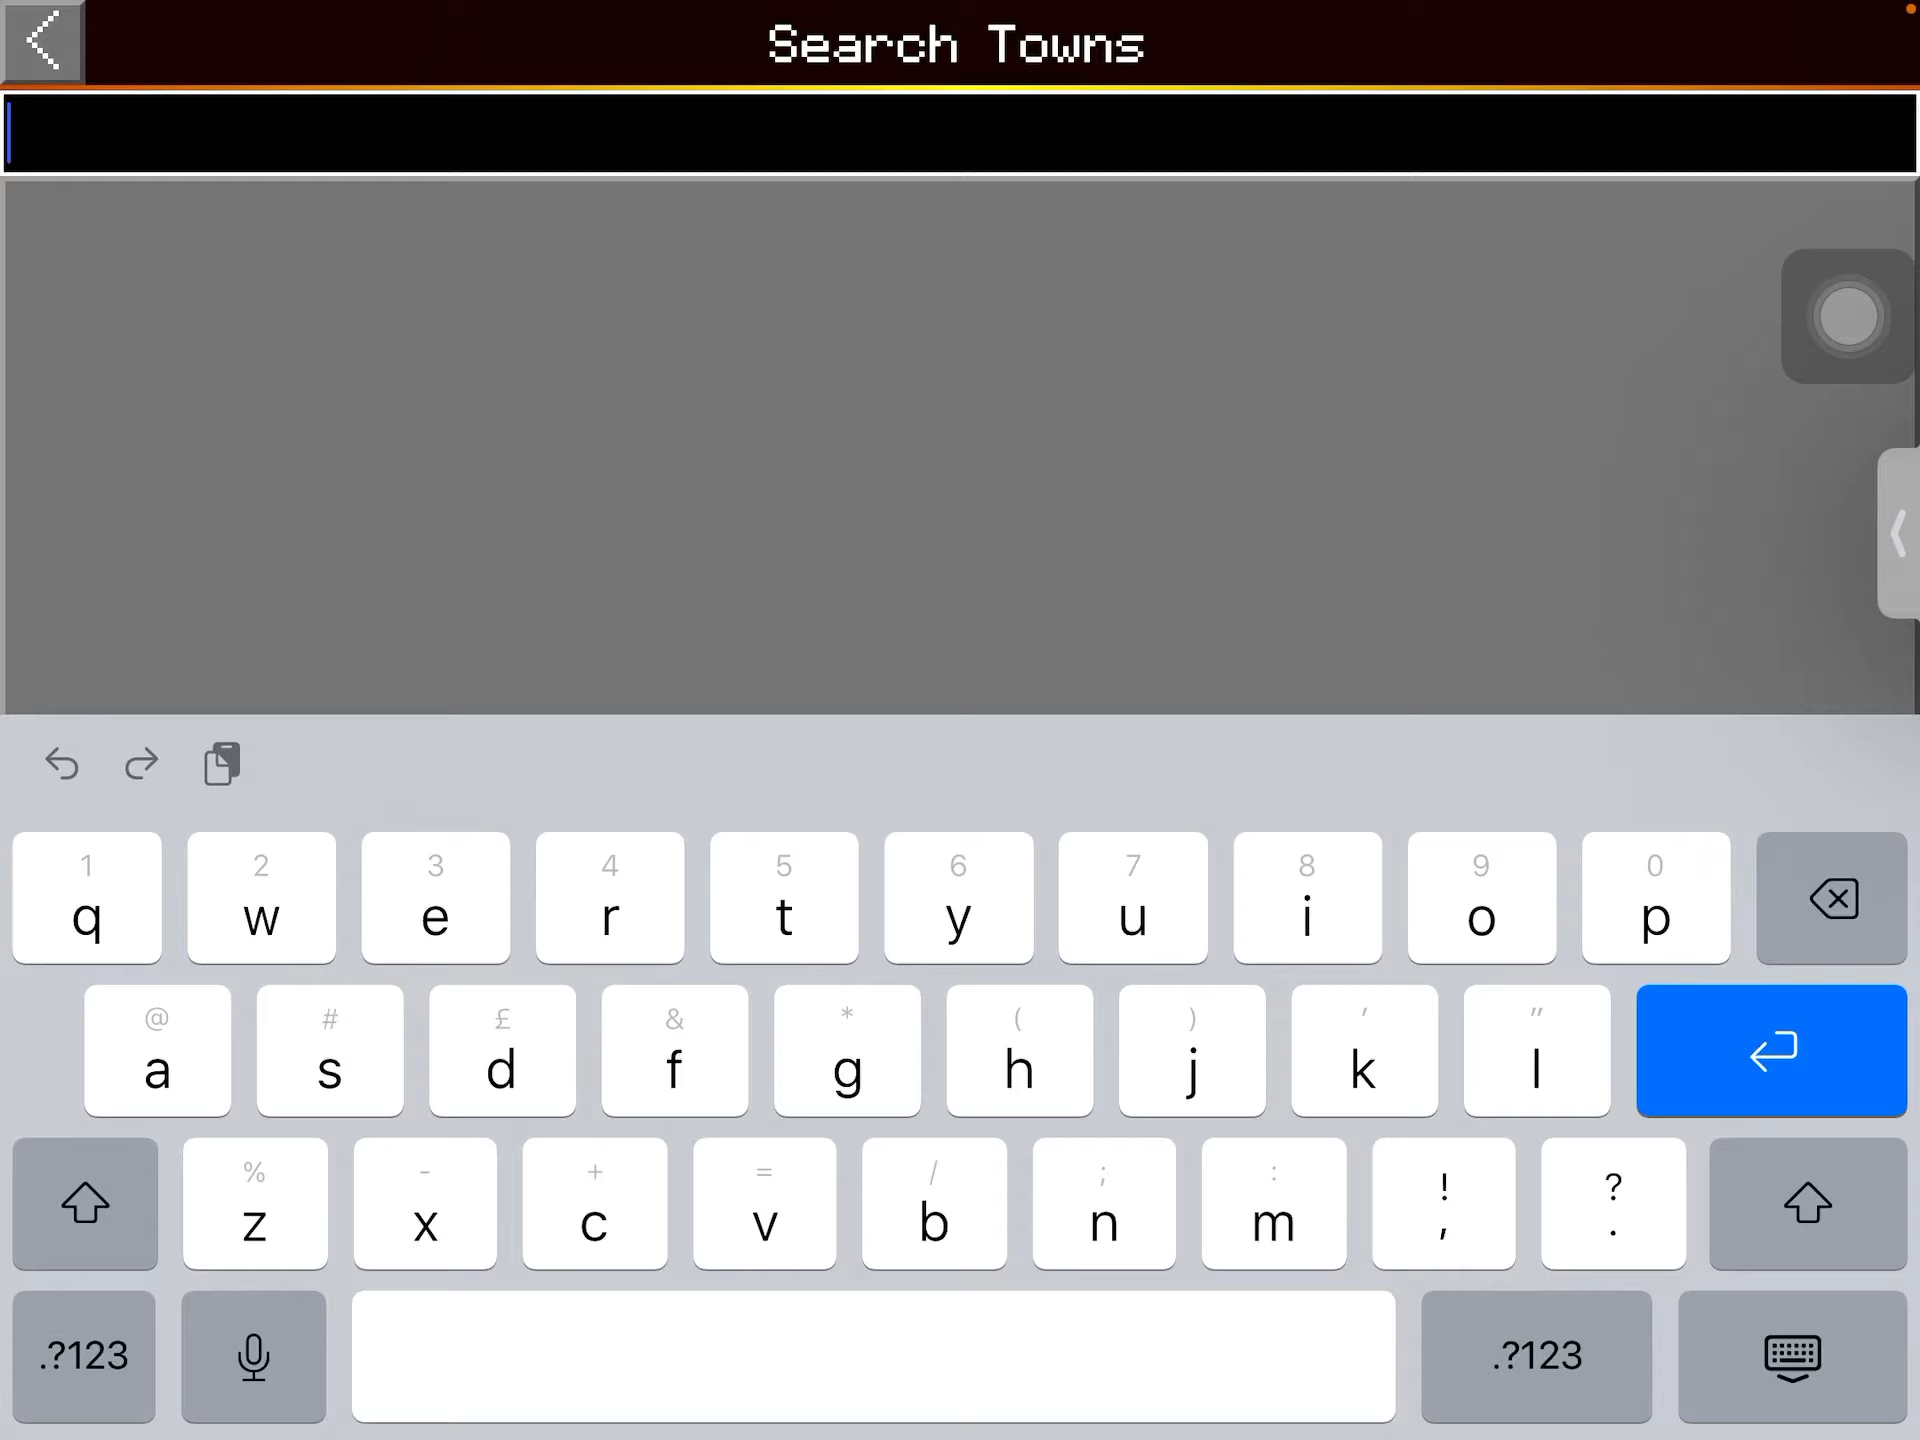 Search Towns
1 2 3 4 5 6 7 8 9 0
q w e r t y u i o p
@ # £ & * ( ) ' "
a s d f g h j k l
% - + = / ; : ! ?
z x c v b n m , .
.?123 .?123